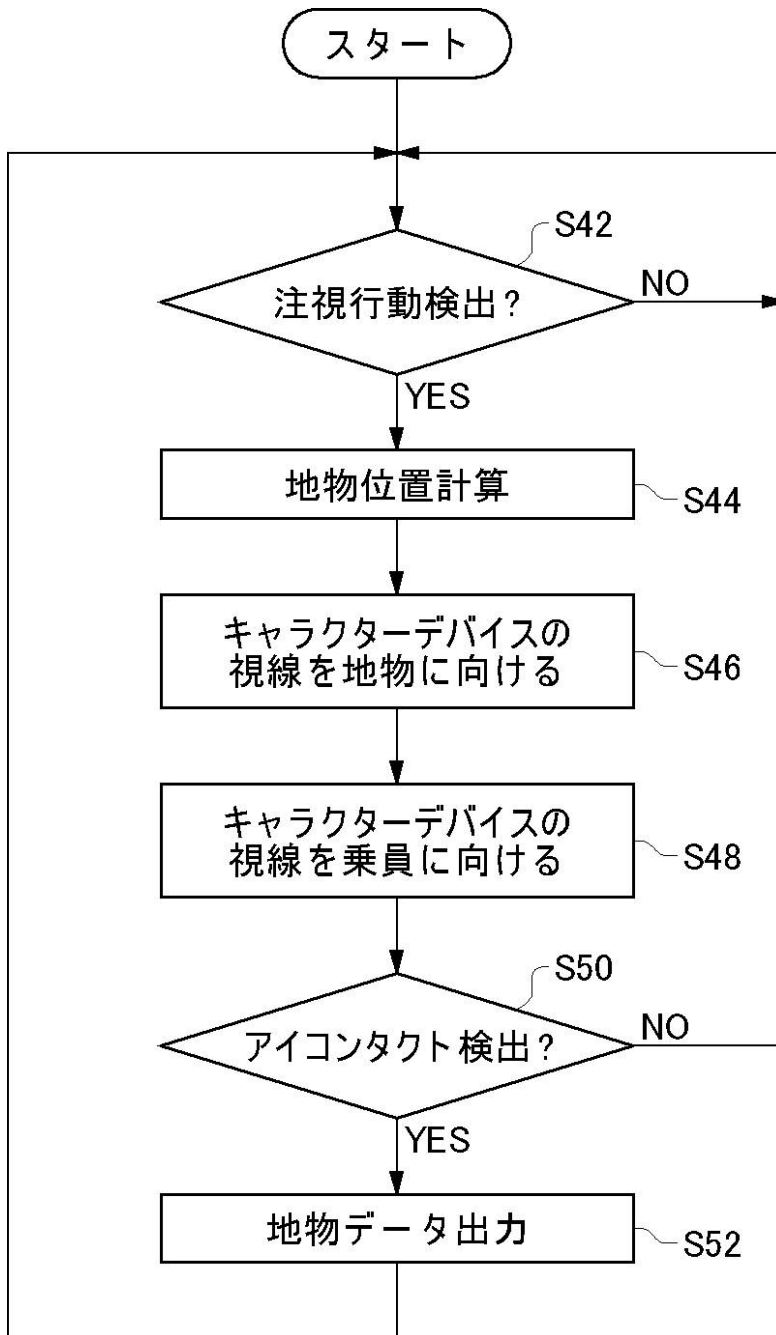 スタート
S42
注視行動検出?
NO
YES
地物位置計算
S44
キャラクターデバイスの
視線を地物に向ける
S46
キャラクターデバイスの
視線を乗員に向ける
S48
S50
アイコンタクト検出?
NO
YES
地物データ出力
S52